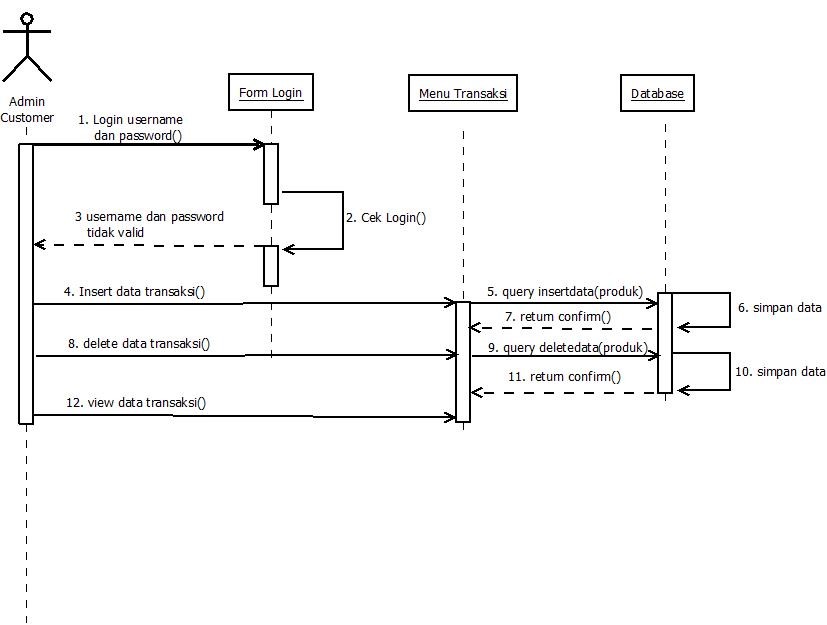 Admin
Customer
Form Login
Menu Transaksi
Database
1. Login username
dan password()
2. Cek Login()
3 username dan password
tidak valid
4. Insert data transaksi()
5. query insertdata(produk)
6. simpan data
7. return confirm()
8. delete data transaksi()
9. query deletedata(produk)
10. simpan data
11. return confirm()
12. view data transaksi()